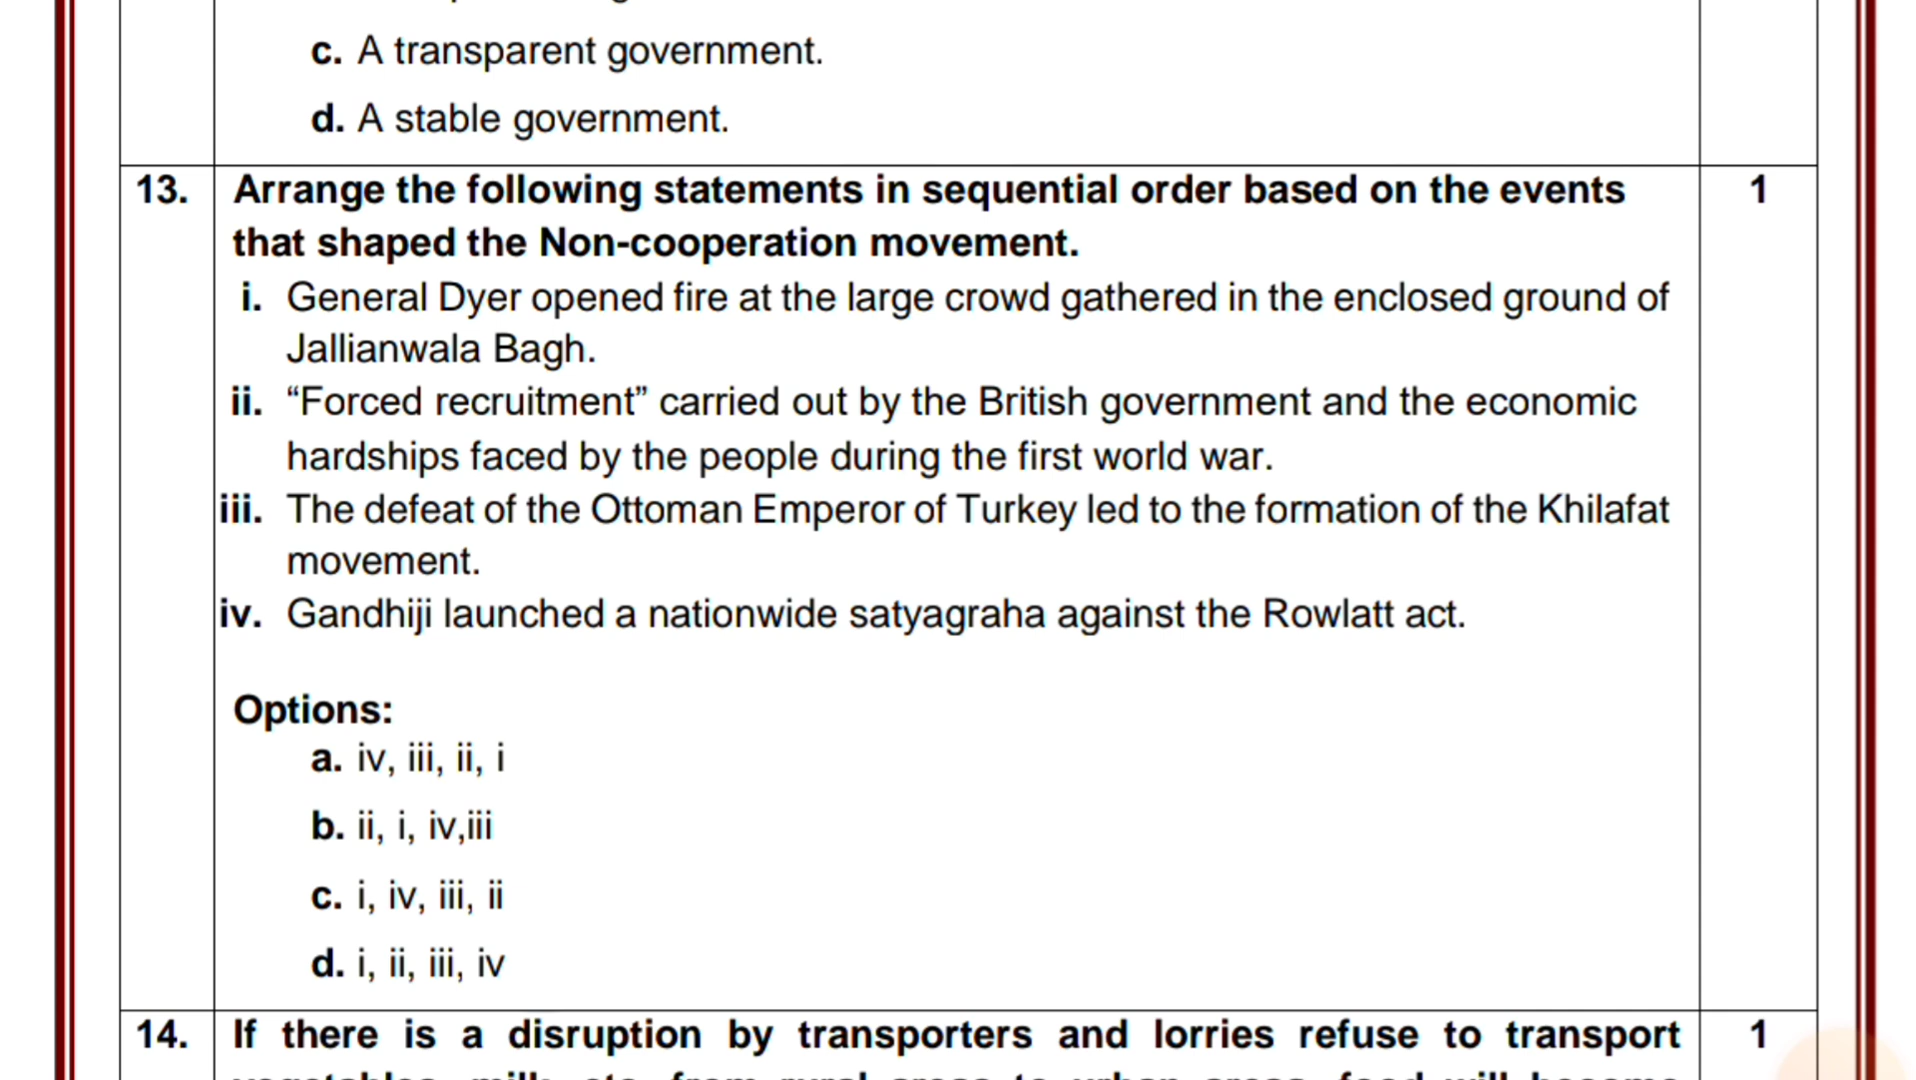 c. A transparent government.
d. A stable government.
13. Arrange the following statements in sequential order based on the events 1
that shaped the Non-cooperation movement.
i. General Dyer opened fire at the large crowd gathered in the enclosed ground of
Jallianwala Bagh.
ii. “Forced recruitment” carried out by the British government and the economic
hardships faced by the people during the first world war.
iii. The defeat of the Ottoman Emperor of Turkey led to the formation of the Khilafat
movement.
iv. Gandhiji launched a nationwide satyagraha against the Rowlatt act.
Options:
a. iv, iii, ii, i
b. ii, i, iv,iii
c. i, iv, iii, ii
d. i, ii, iii, iv
14. If there is a disruption by transporters and lorries refuse to transport 1